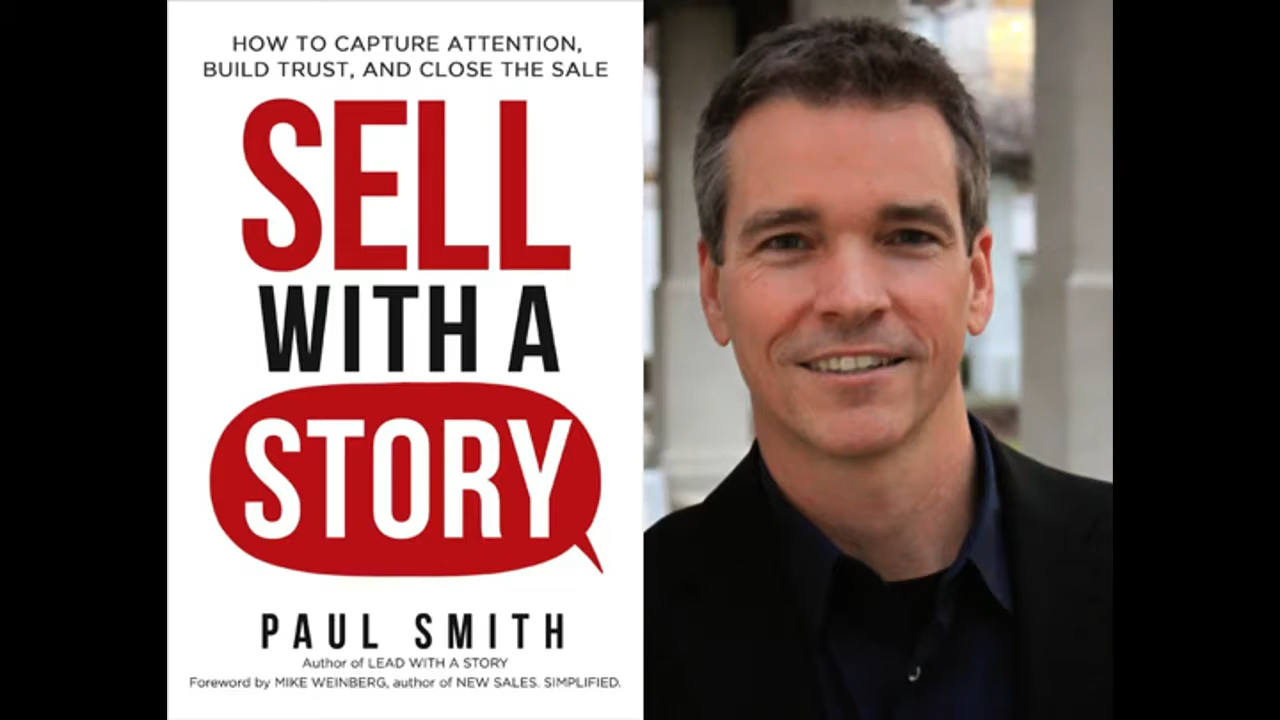 HOW TO CAPTURE ATTENTION,
BUILD TRUST, AND CLOSE THE SALE
SELL
WITH A
STORY
PAUL SMITH
Author of LEAD WITH A STORY
Foreword by MIKE WEINBERG, author of NEW SALES. SIMPLIFIED.